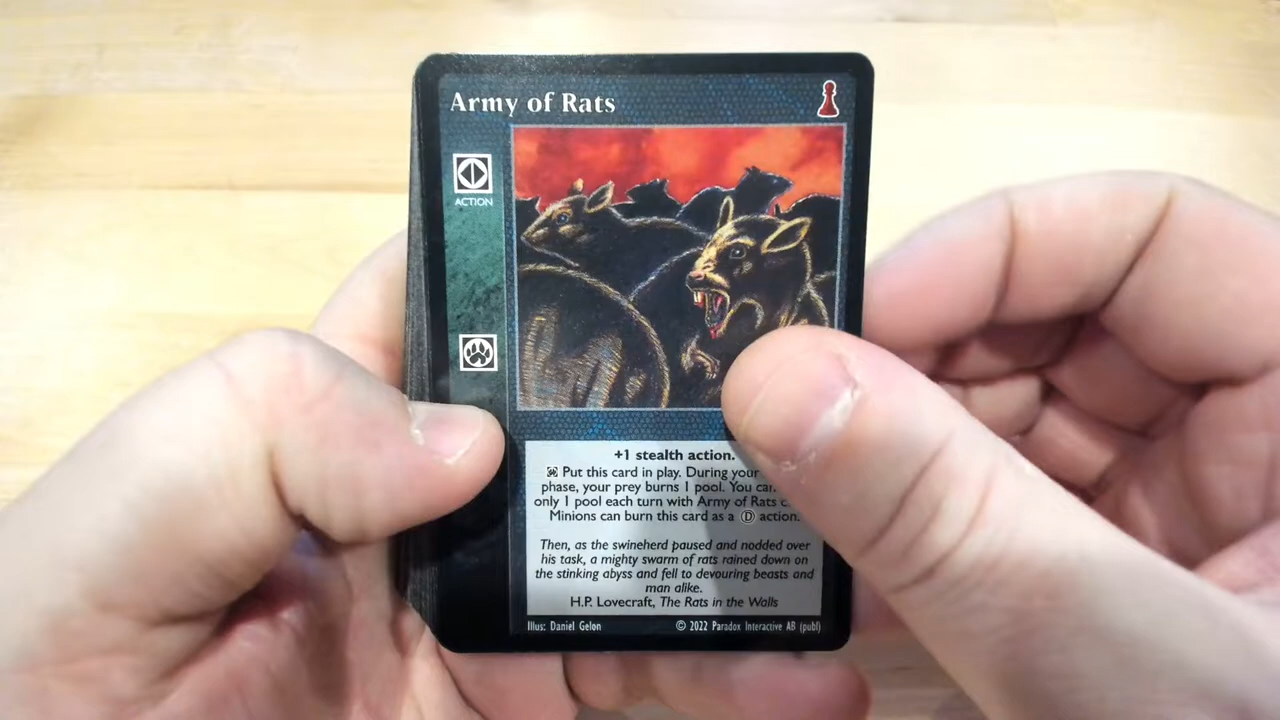 Army of Rats
ACTION
+1 stealth action.
Put this card in play. During your
phase, your prey burns 1 pool. You
only 1 pool each turn with Army of Rats
Minions can burn this card as a Ⓓ action.
Then, as the swineherd paused and nodded over
his task, a mighty swarm of rats rained down on
the stinking abyss and fell to devouring beasts and
man alike.
H.P. Lovecraft, The Rats in the Walls
Illus: Daniel Gelon © 2022 Paradox Interactive AB (publ)